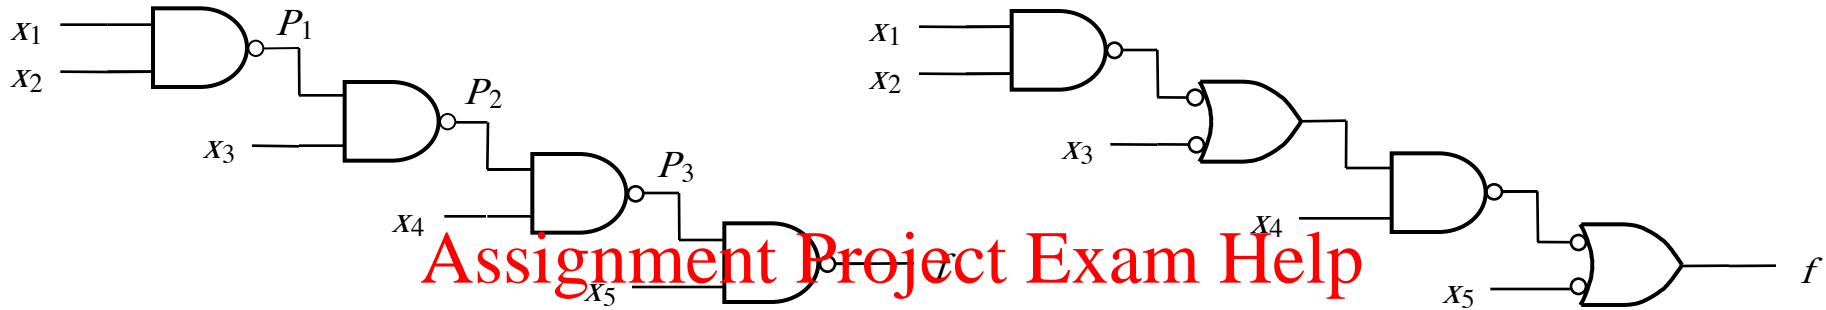 x1
x2
P1
x3
P2
x4
P3
x5
f
x1
x2
x3
x4
x5
f
Assignment Project Exam Help